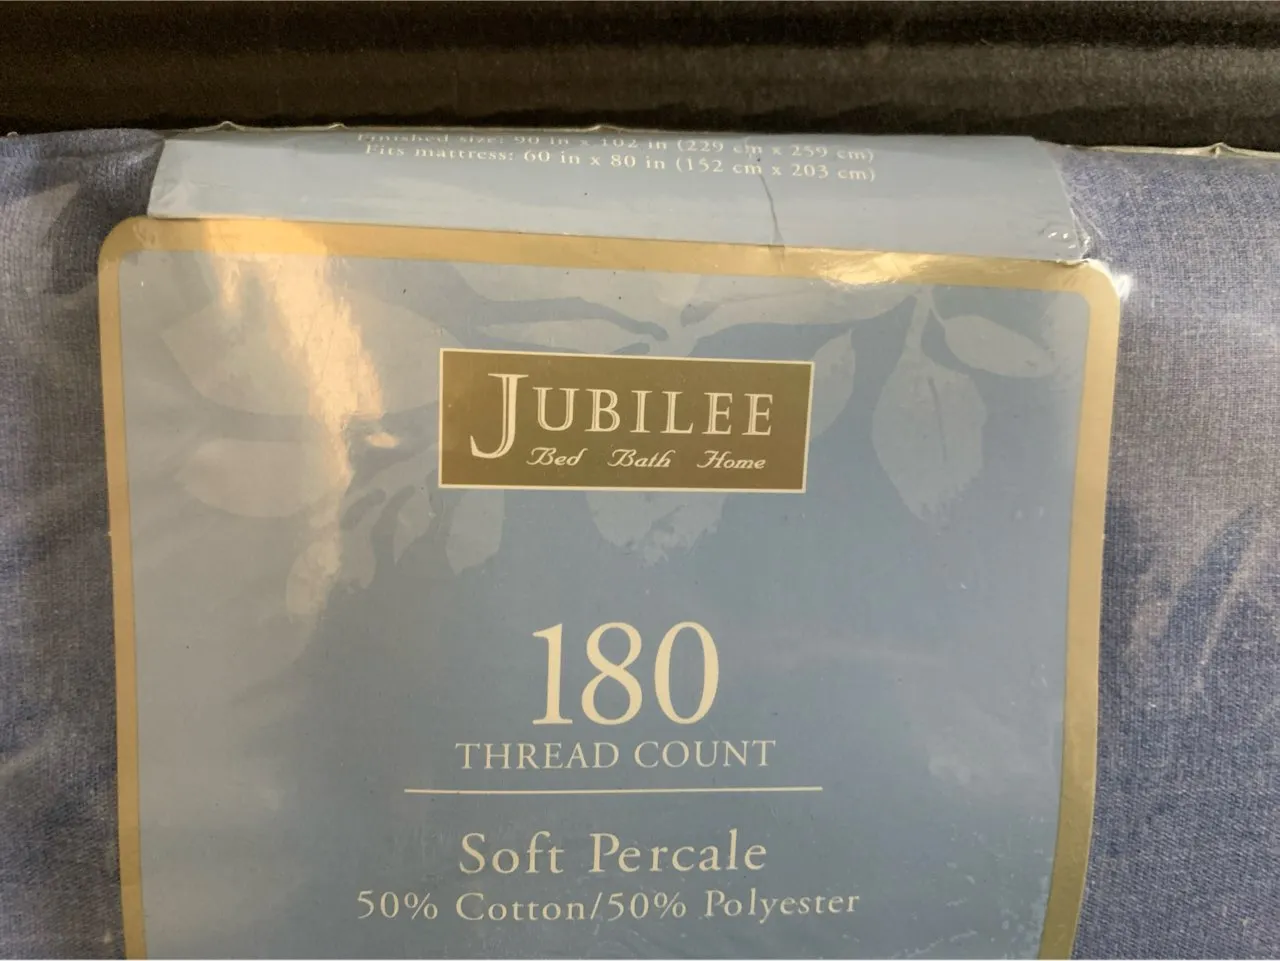 Finished size: 90 in x 102 in (229 cm x 259 cm)
Fits mattress: 60 in x 80 in (152 cm x 203 cm)
JUBILEE
Bed Bath Home
180
THREAD COUNT
Soft Percale
50% Cotton/50% Polyester